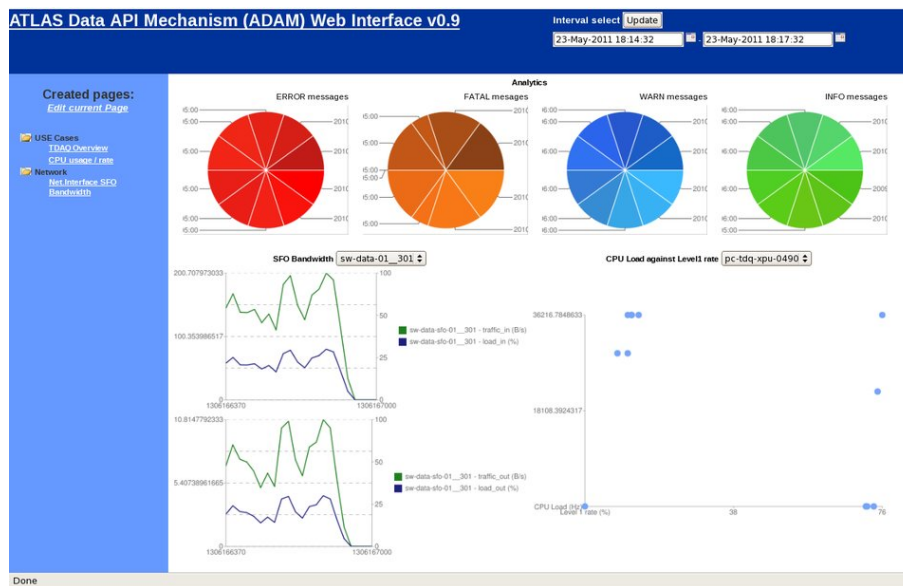 ATLAS Data API Mechanism (ADAM) Web Interface v0.9
Interval select Update
23-May-2011 18:14:32 - 23-May-2011 18:17:32
Created pages:
Edit current Page
USE Cases
TDAQ Overview
CPU usage / rate
Network
Net.Interface SFO
Bandwidth
Analytics
ERROR messages
FATAL mesages
WARN messages
INFO messages
SFO Bandwidth sw-data-01__301
200.707973033
100.353986517
0
100
50
25
0
1306166370
1306167000
sw-data-sfo-01__301 - traffic_in (B/s)
sw-data-sfo-01__301 - load_in (%)
10.8147792333
5.40738961665
100
50
25
0
1306166370
1306167000
sw-data-sfo-01__301 - traffic_out (B/s)
sw-data-sfo-01__301 - load_out (%)
CPU Load against Level1 rate pc-tdq-xpu-0490
36216.7848633
18108.3924317
CPU Load (Hz)
Level 1 rate (%)
38
76
Done